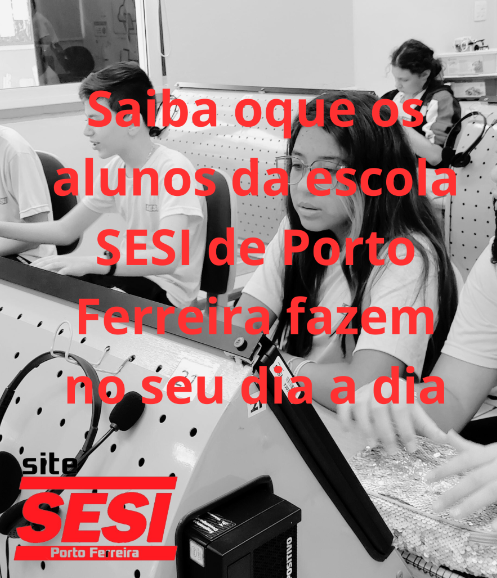 Saiba oque os
alunos da escola
SESI de Porto
Ferreira fazem
no seu dia a dia
site
SESI
Porto Ferreira